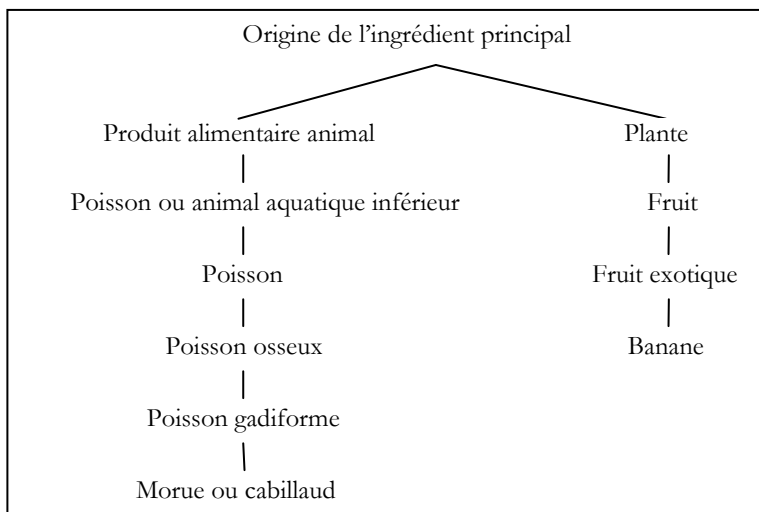 Origine de l’ingrédient principal
Produit alimentaire animal
Plante
Poisson ou animal aquatique inférieur
Fruit
Poisson
Fruit exotique
Poisson osseux
Banane
Poisson gadiforme
Morue ou cabillaud